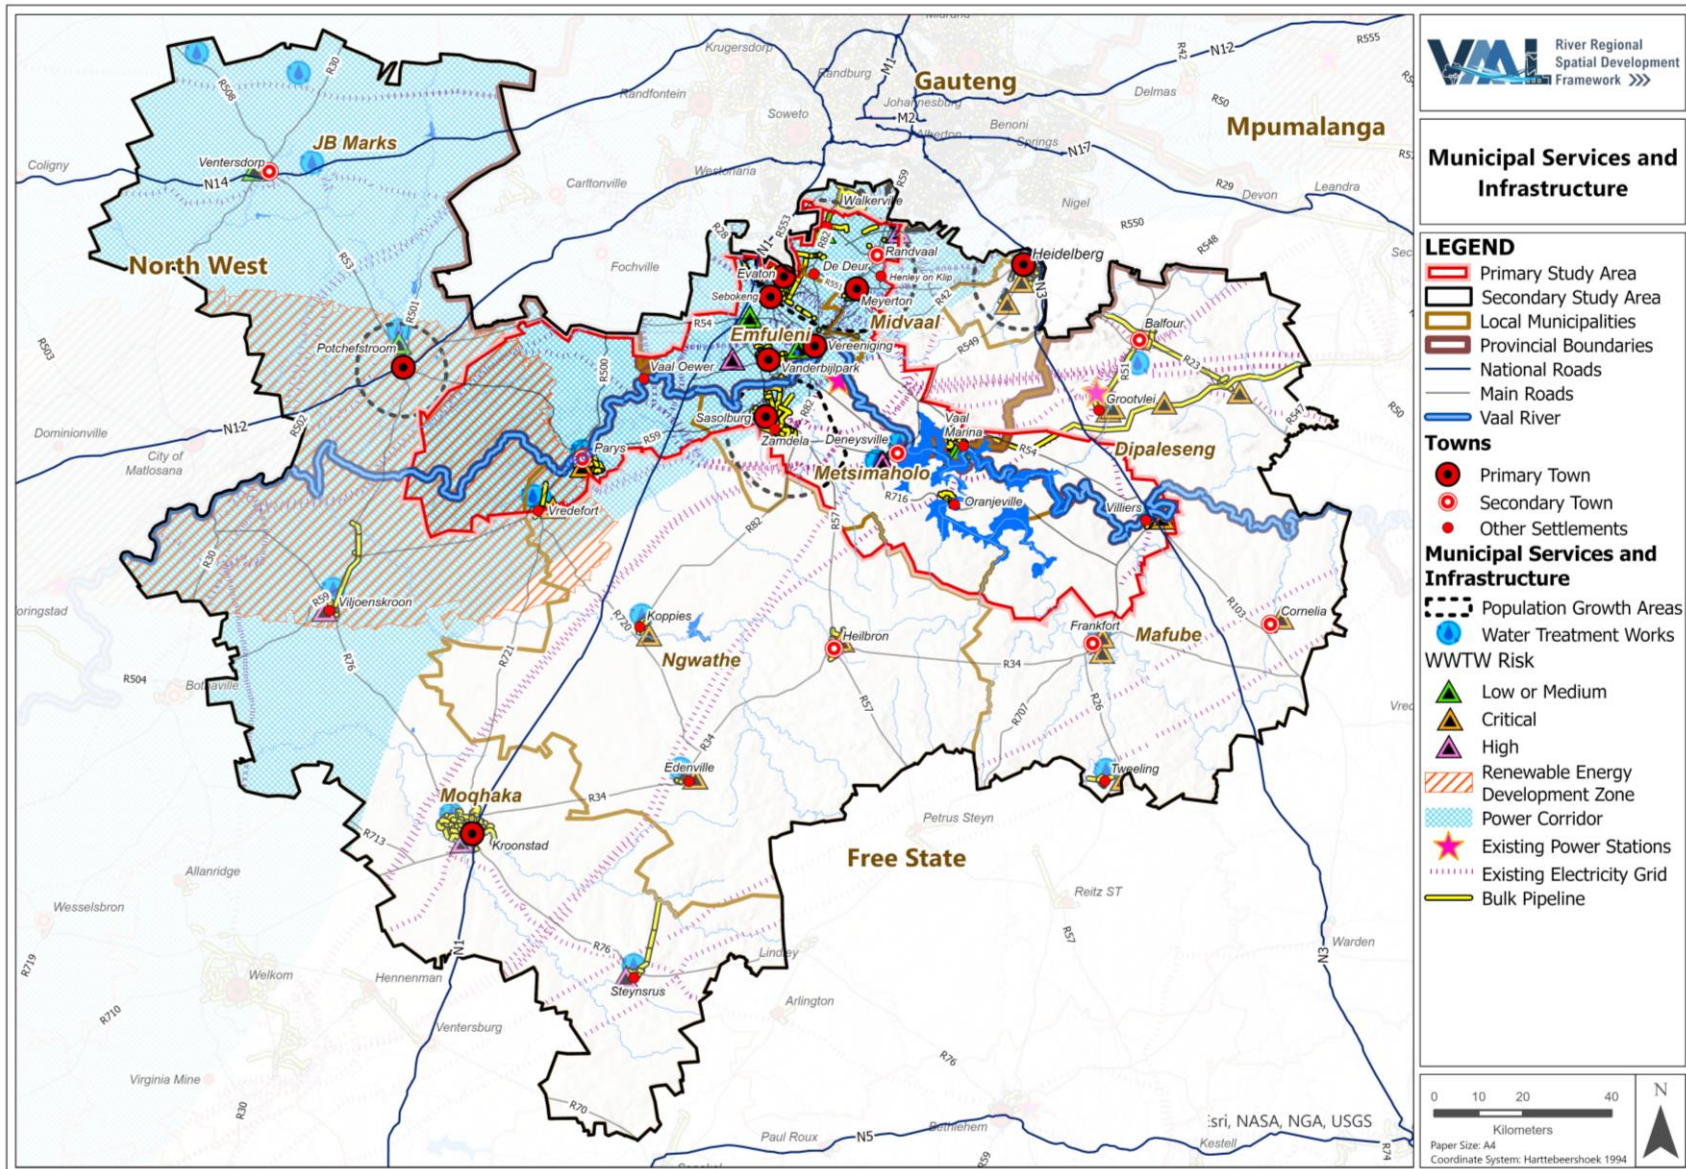 VAAL
River Regional
Spatial Development
Framework >>>
Municipal Services and
Infrastructure
LEGEND
Primary Study Area
Secondary Study Area
Local Municipalities
Provincial Boundaries
National Roads
Main Roads
Vaal River
Towns
Primary Town
Secondary Town
Other Settlements
Municipal Services and
Infrastructure
Population Growth Areas
Water Treatment Works
WWTW Risk
Low or Medium
Critical
High
Renewable Energy
Development Zone
Power Corridor
Existing Power Stations
Existing Electricity Grid
Bulk Pipeline
0 10 20 40
Kilometers
Paper Size: A4
Coordinate System: Hartebeershoek 1994
N
Gauteng
Mpumalanga
North West
Free State
JB Marks
Emfuleni
Midvaal
Metsimaholo
Dipaleseng
Mafube
Ngwathe
Moqhaka
Krugersdorp
Randburg
Randfontein
Soweto
Johannesburg
Alberton
Benoni
Springs
Delmas
Westonaria
Carltonville
Fochville
Nigel
Devon
Leandra
Coligny
Ventersdorp
Walkerville
Randvaal
De Deur
Henley on Klip
Heidelberg
Evaton
Sebokeng
Meyerton
Vereeniging
Vanderbijlpark
Vaal Oewer
Sasolburg
Zamdela
Deneysville
Vaal
Marina
Oranjeville
Villiers
Balfour
Grootvlei
Potchefstroom
Parys
Vredefort
Viljoenskroon
Dominionville
City of
Matlosana
Bothaville
Koppies
Heilbron
Frankfort
Cornelia
Edenville
Tweeling
Kroonstad
Steynsrus
Petrus Steyn
Reitz ST
Lindley
Arlington
Warden
Allanridge
Wesselsbron
Welkom
Hennenman
Ventersburg
Virginia Mine
Paul Roux
Bethlehem
Kestell
N12
M1
M2
N17
N14
N1
N3
N5
R555
R42
R50
R29
R550
R548
R508
R30
R53
R501
R503
R502
R28
R553
R82
R59
R551
R54
R500
R549
R51
R23
R547
R716
R57
R720
R721
R76
R504
R103
R34
R707
R26
R713
R719
R710
R70
R74
Esri, NASA, NGA, USGS